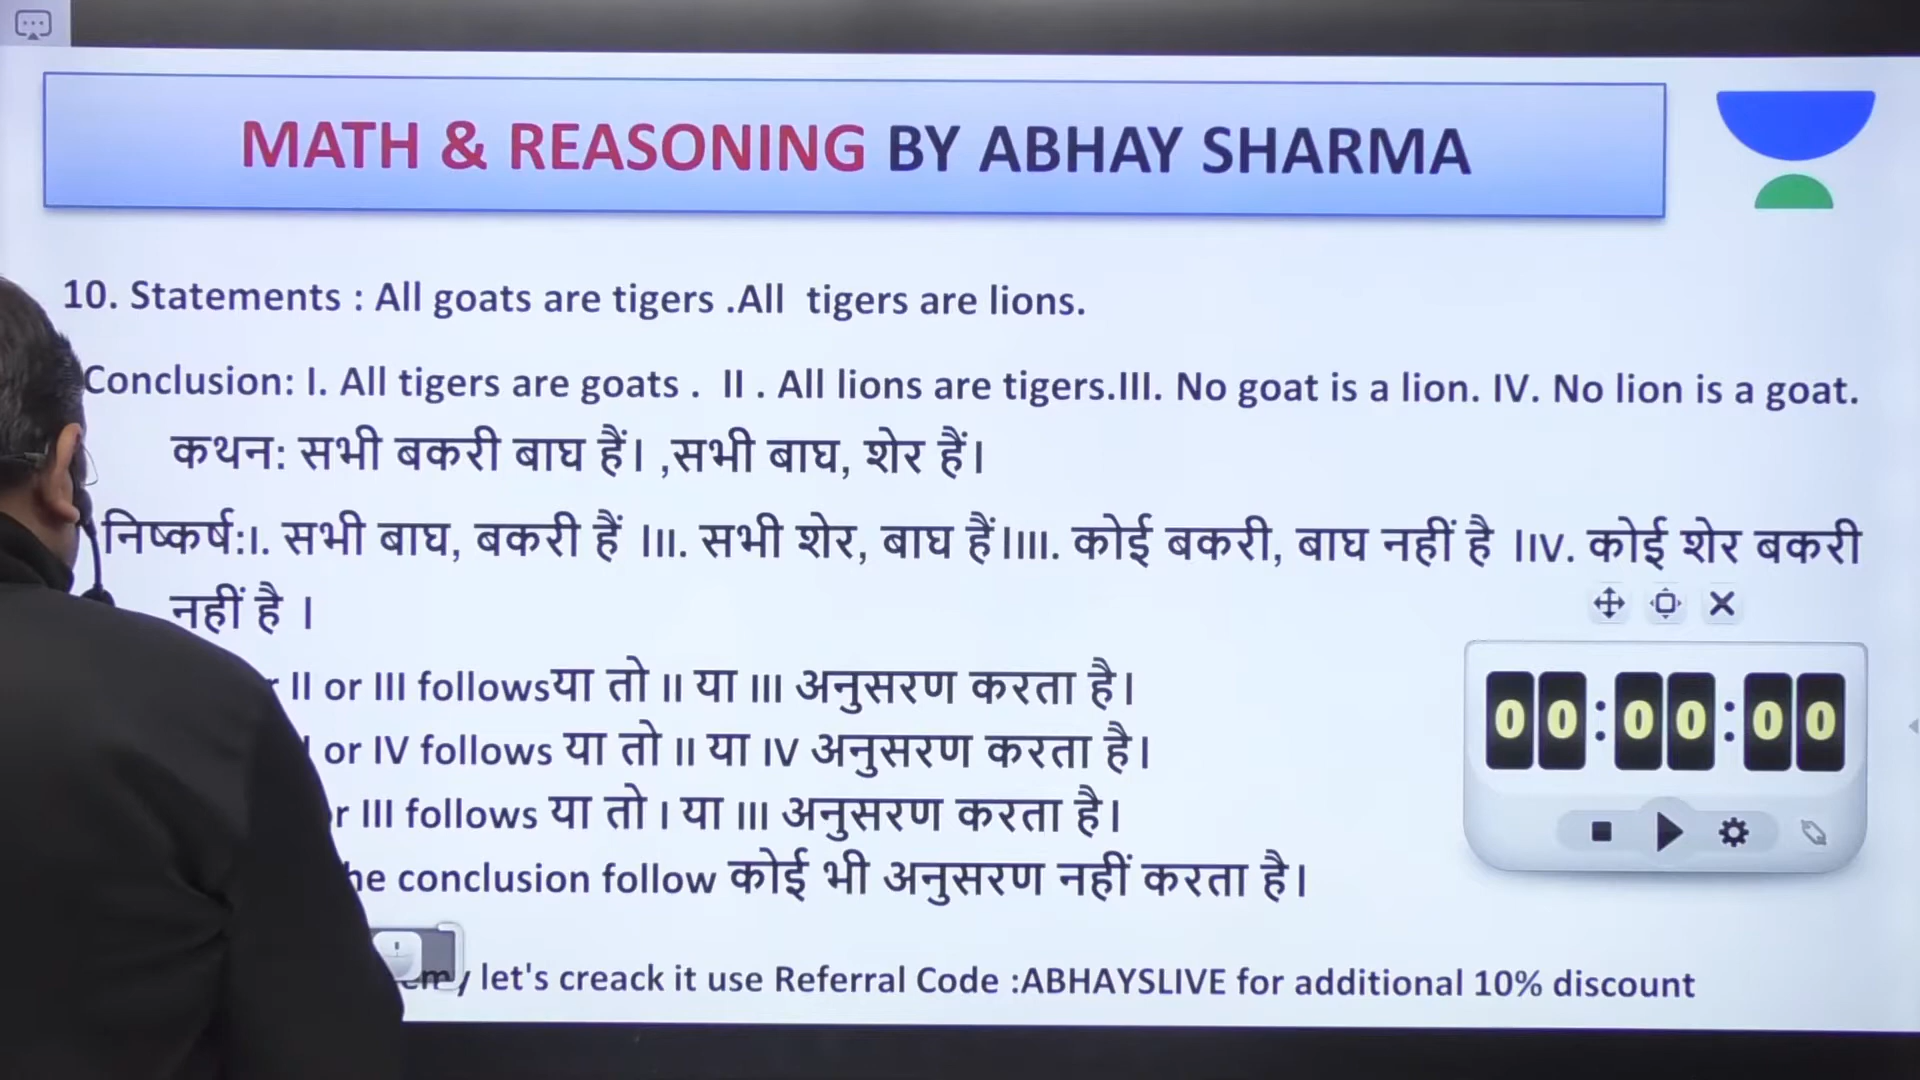 MATH & REASONING BY ABHAY SHARMA
10. Statements : All goats are tigers .All tigers are lions.
Conclusion: I. All tigers are goats . II . All lions are tigers.III. No goat is a lion. IV. No lion is a goat.
कथन: सभी बकरी बाघ हैं। ,सभी बाघ, शेर हैं।
निष्कर्ष:I. सभी बाघ, बकरी हैं ।II. सभी शेर, बाघ हैं।III. कोई बकरी, बाघ नहीं है ।IV. कोई शेर बकरी
नहीं है ।
II or III followsया तो II या III अनुसरण करता है।
or IV follows या तो II या IV अनुसरण करता है।
III follows या तो I या III अनुसरण करता है।
conclusion follow कोई भी अनुसरण नहीं करता है।
00:00:00
let's creack it use Referral Code :ABHAYSLIVE for additional 10% discount